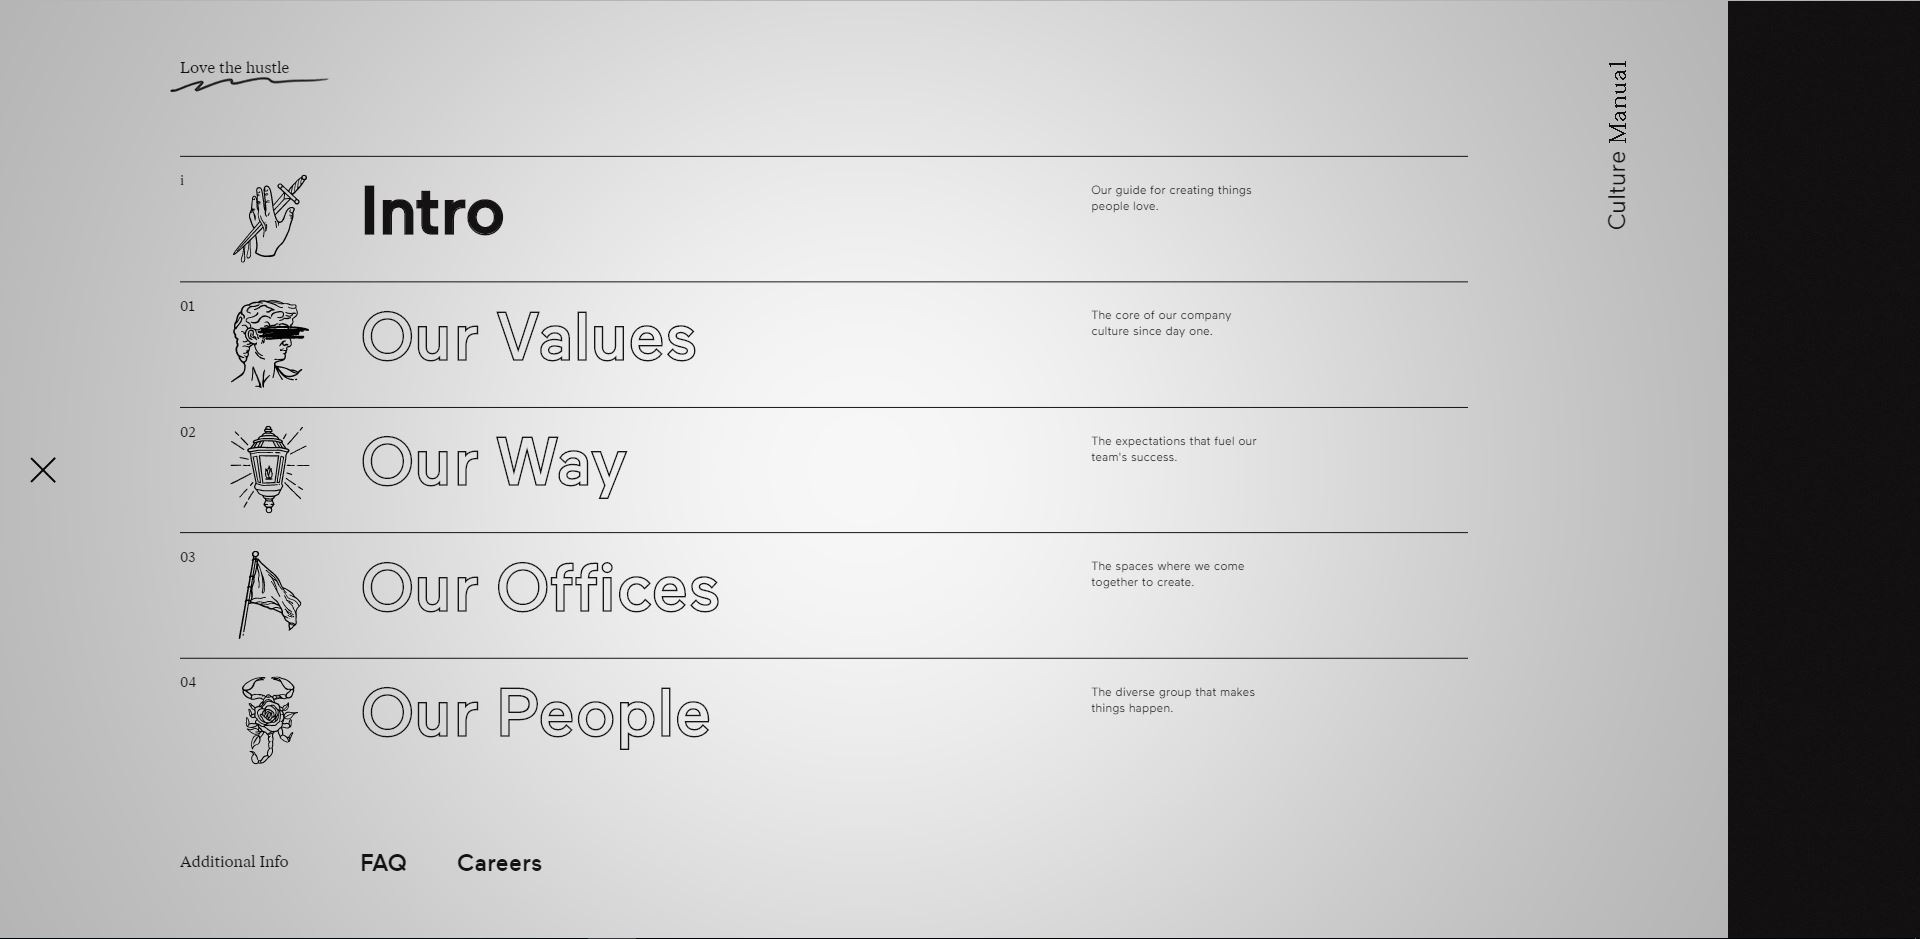 Love the hustle
Culture Manual
i
Intro
Our guide for creating things
people love.
01
Our Values
The core of our company
culture since day one.
02
Our Way
The expectations that fuel our
team's success.
03
Our Offices
The spaces where we come
together to create.
04
Our People
The diverse group that makes
things happen.
Additional Info
FAQ
Careers